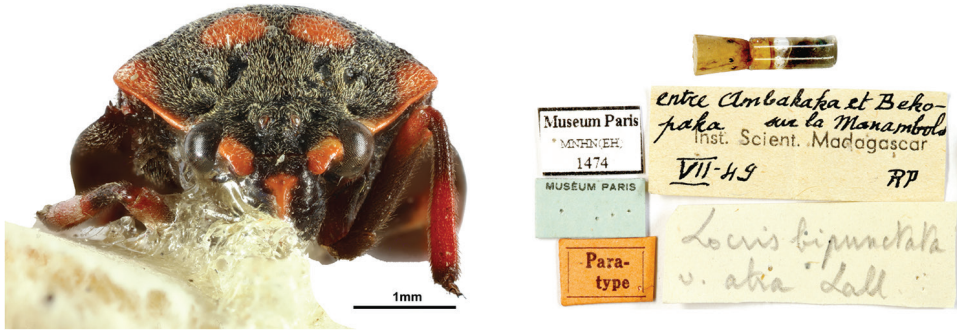 1mm
Museum Paris
MNHN(EH)
1474
MUSÉUM PARIS
Para-
type
entre Ambakaka et Beko-
paka sur la Manambolo
Inst. Scient. Madagascar
VII-49 RP
Locris bipunctata
v. atra Lall